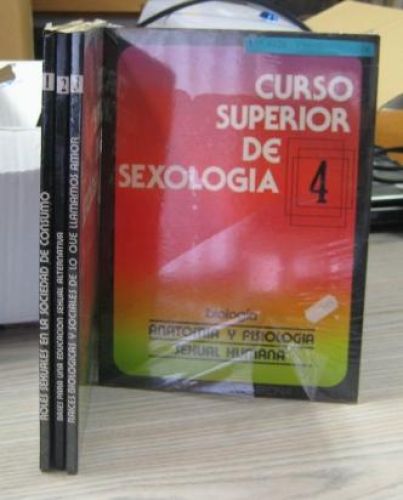 1
ROLES SEXUALES EN LA SOCIEDAD DE CONSUMO
2
BASES PARA UNA EDUCACION SEXUAL ALTERNATIVA
3
RAICES BIOLOGICAS Y SOCIALES DE LO QUE LLAMAMOS AMOR
CURSO
SUPERIOR
DE
SEXOLOGIA
4
biologia
ANATOMIA Y FISIOLOGIA
SEXUAL HUMANA